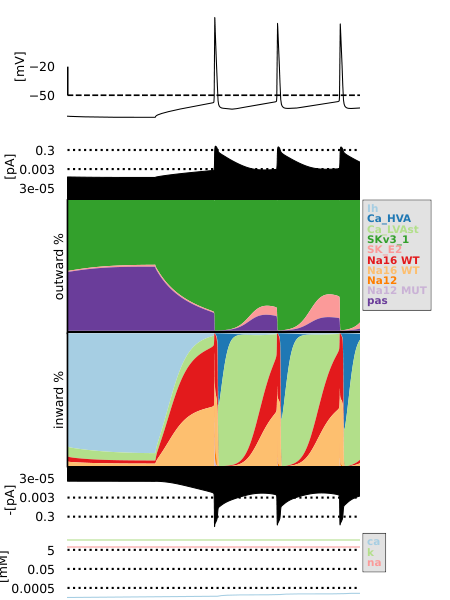 [mV]
−20
−50
[pA]
0.3
0.003
3e-05
outward %
Ih
Ca_HVA
Ca_LVAst
SKv3_1
SK_E2
Na16 WT
Na16 WT
Na12
Na12 MUT
pas
inward %
-[pA]
3e-05
0.003
0.3
[mM]
5
0.05
0.0005
ca
k
na